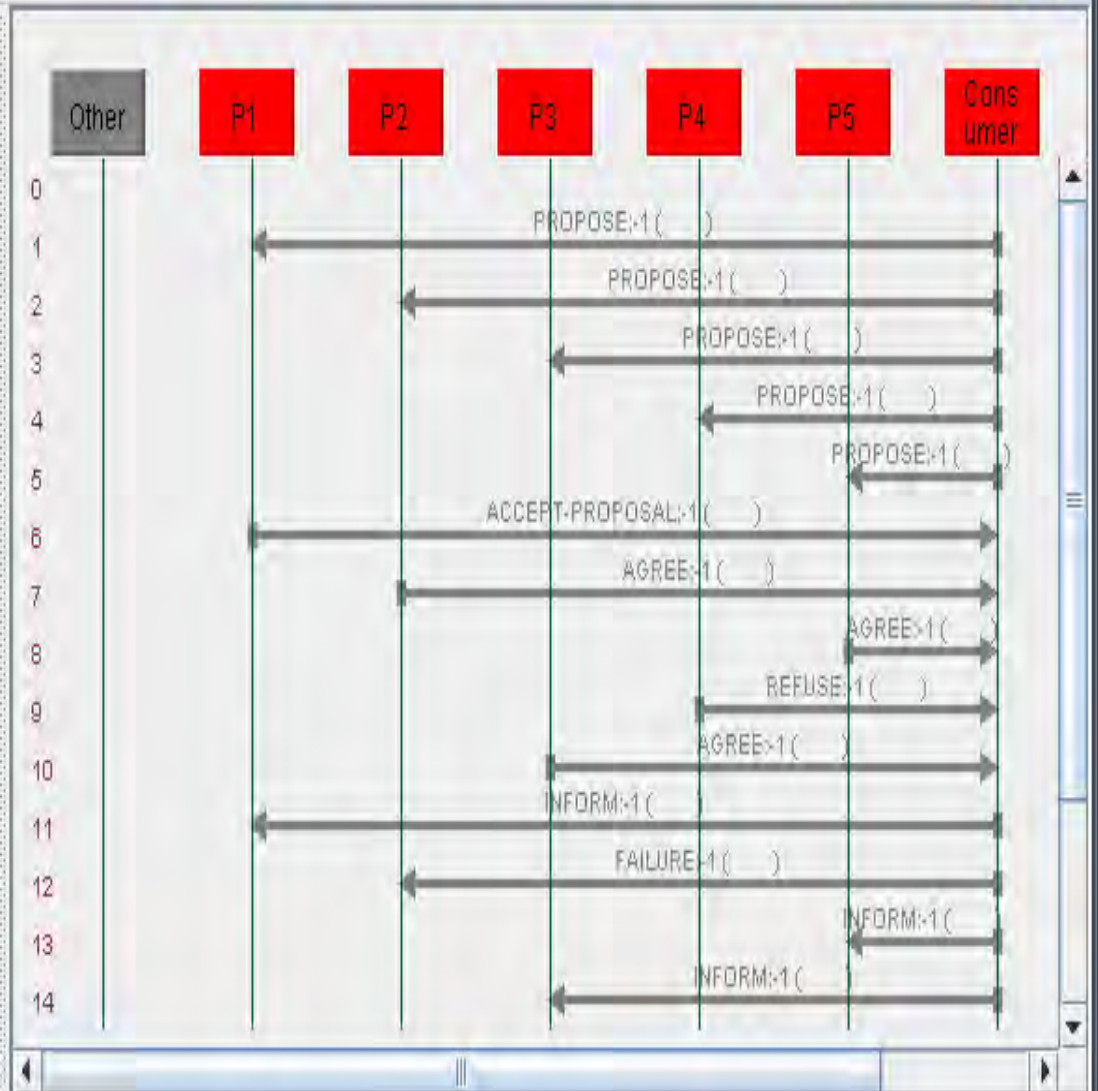 Other P1 P2 P3 P4 P5 Cons
umer
0
PROPOSE:-1 ( )
1
PROPOSE:-1 ( )
2
PROPOSE:-1 ( )
3
PROPOSE:-1 ( )
4
PROPOSE:-1 ( )
5
ACCEPT-PROPOSAL:-1 ( )
6
AGREE:-1 ( )
7
AGREE:-1 ( )
8
REFUSE:-1 ( )
9
AGREE:-1 ( )
10
INFORM:-1 ( )
11
FAILURE:-1 ( )
12
INFORM:-1 (
13
INFORM:-1 ( )
14